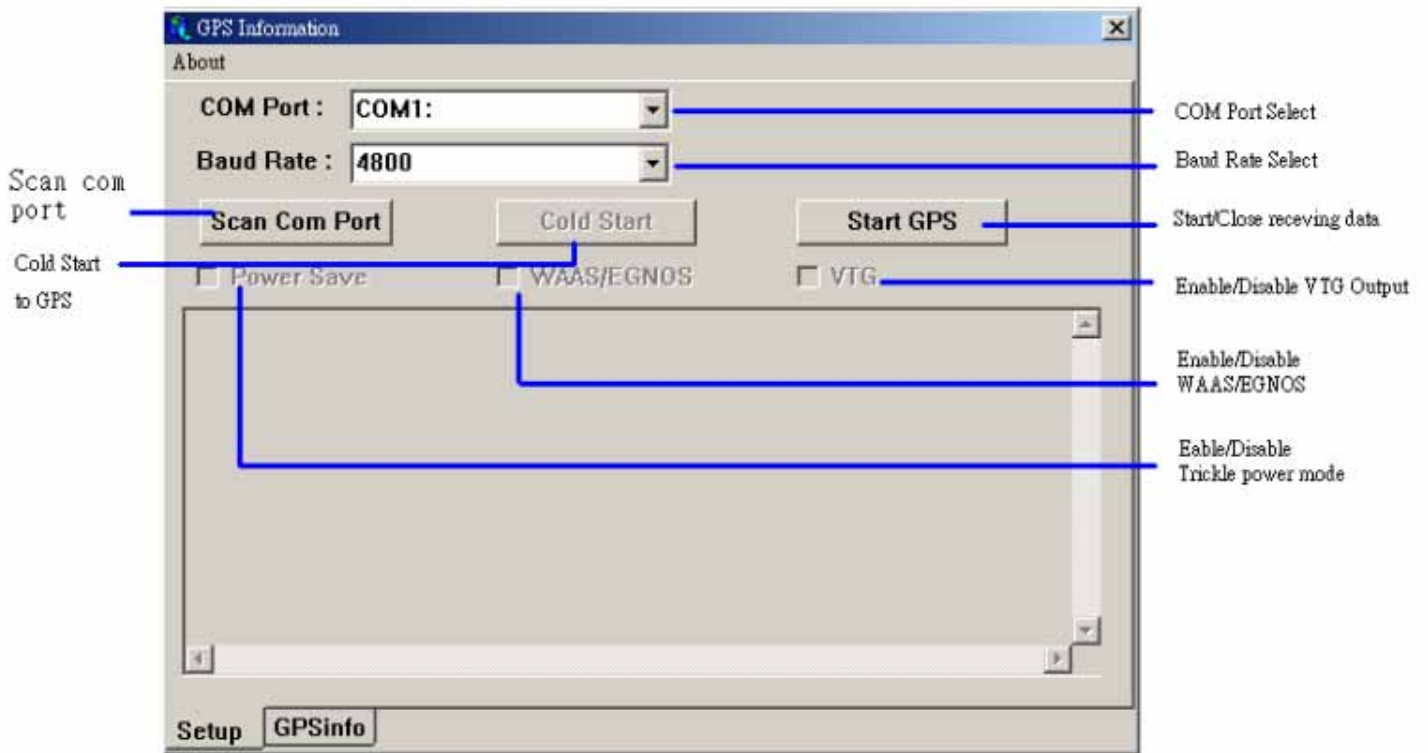 GPS Information
About
COM Port :
COM1:
COM Port Select
Baud Rate :
4800
Baud Rate Select
Scan com
port
Scan Com Port
Cold Start
Start GPS
Start/Close receving data
Cold Start
to GPS
Power Save
WAAS/EGNOS
VTG
Enable/Disable VTG Output
Enable/Disable
WAAS/EGNOS
Eable/Disable
Trickle power mode
Setup
GPSinfo